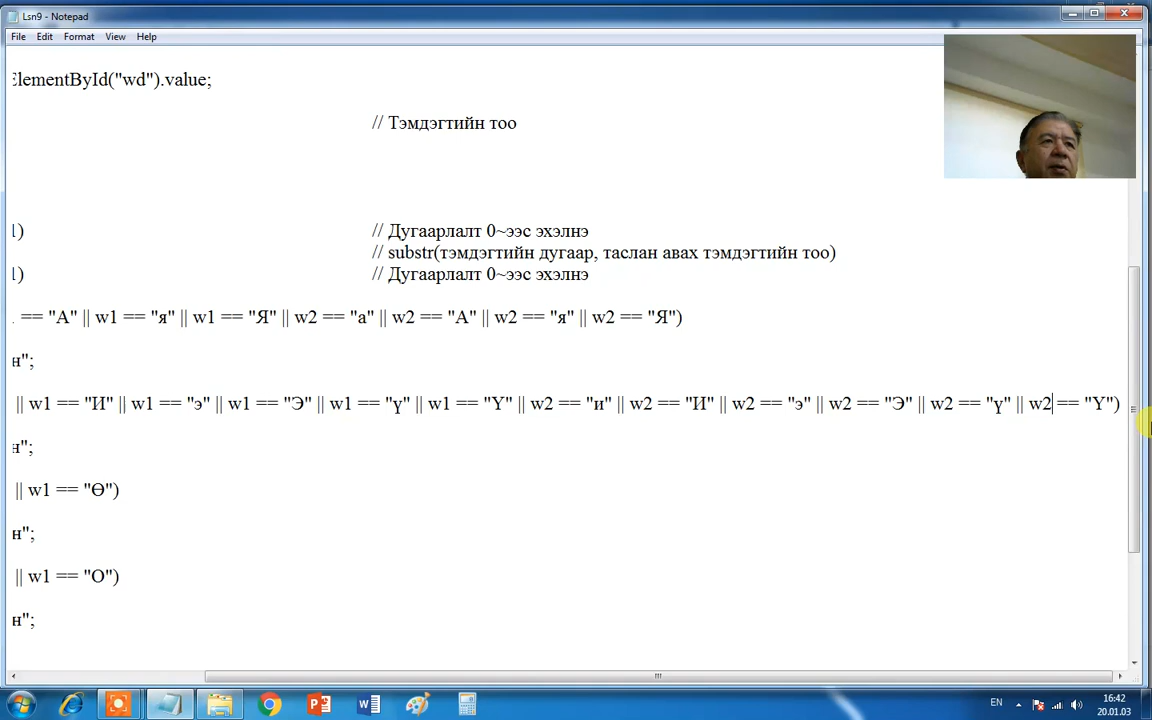 Lsn9 - Notepad
File Edit Format View Help
ElementById("wd").value;
// Тэмдэгтийн тоо
1) // Дугаарлалт 0~ээс эхэлнэ
// substr(тэмдэгтийн дугаар, таслан авах тэмдэгтийн тоо)
1) // Дугаарлалт 0~ээс эхэлнэ
== "А" || w1 == "я" || w1 == "Я" || w2 == "а" || w2 == "А" || w2 == "я" || w2 == "Я")
н";
|| w1 == "И" || w1 == "э" || w1 == "Э" || w1 == "ү" || w1 == "Ү" || w2 == "и" || w2 == "И" || w2 == "э" || w2 == "Э" || w2 == "ү" || w2 == "Ү")
н";
|| w1 == "Ө")
н";
|| w1 == "О")
н";
EN
16:42
20.01.03